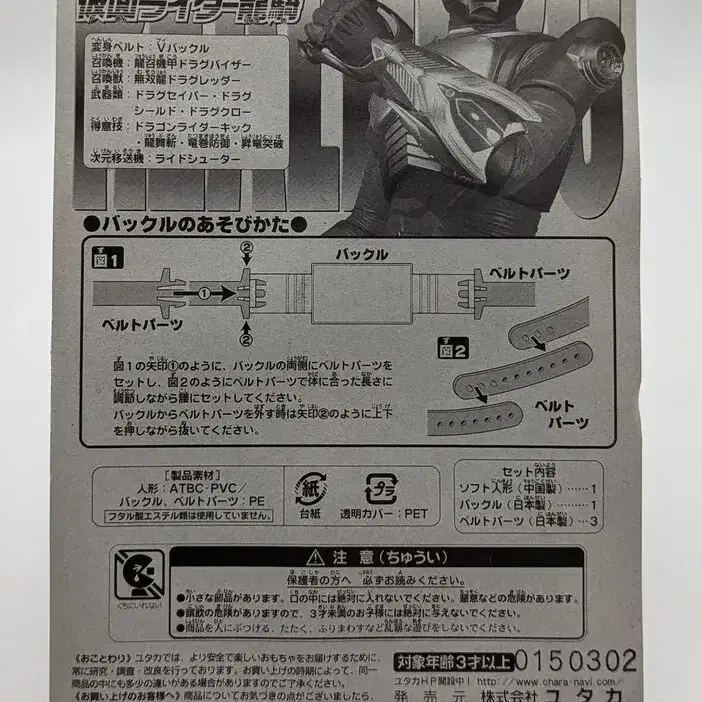 仮面ライダー龍騎
変身ベルト：Vバックル
召喚機：龍召機甲ドラグバイザー
召喚獣：無双龍ドラグレッダー
武器類：ドラグセイバー・ドラグ
シールド・ドラグクロー
得意技：ドラゴンライダーキック
・龍舞斬・竜巻防御・昇竜突破
次元移送機：ライドシューター
●バックルのあそびかた●
図1
②
バックル
ベルトパーツ
①
ベルトパーツ
②
図2
ベルト
パーツ
図1の矢印①のように、バックルの両側にベルトパーツを
セットし、図2のようにベルトパーツで体に合った長さに
調節しながら腰にセットしてください。
バックルからベルトパーツを外す時は矢印②のように上下
を押しながら抜いてください。
［製品素材］
人形：ATBC-PVC／
バックル、ベルトパーツ：PE
フタル酸エステル類は使用していません。
紙
台紙
プラ
透明カバー：PET
セット内容
ソフト人形（中国製）……1
バックル（日本製）……1
ベルトパーツ（日本製）…3
注意（ちゅうい）
保護者の方へ 必ずお読みください。
くちにいれない!
●小さな部品があります。口の中には絶対に入れないでください。窒息などの危険があります。
●誤飲の危険がありますので、3才未満のお子様には絶対に与えないでください。
●商品を人にぶつける、たたく、ふりまわすなど乱暴な遊びをしないでください。
《おことわり》ユタカでは、より安全で楽しいおもちゃをお届けするために、
常に研究・調査・改良を行っております。お買い上げの時期によって、同一
商品の中に多少の違いがある場合がありますのでご了承ください。
《お買い上げのお客様へ》商品についてお気づきの点がございましたら、
対象年齢3才以上
0150302
ユタカHP開設中！ http://www.chara-navi.com/
発売元 株式会社ユタカ